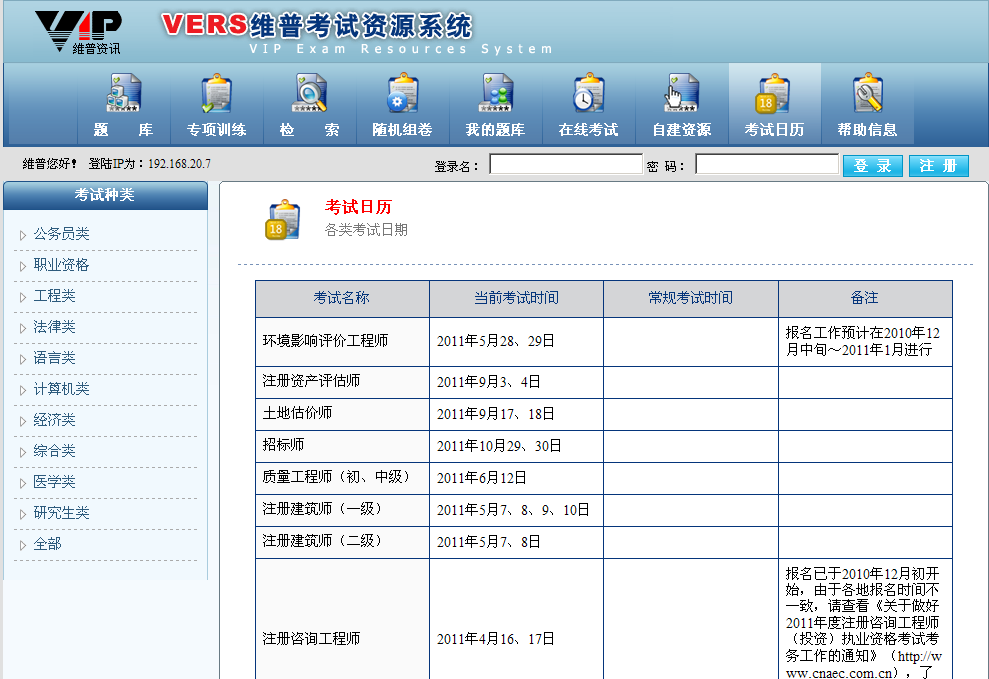 VIP 维普资讯
VERS维普考试资源系统
VIP Exam Resources System
题 库 专项训练 检 索 随机组卷 我的题库 在线考试 自建资源 18 考试日历 帮助信息
维普您好! 登陆IP为：192.168.20.7 登录名： 密 码： 登 录 注 册
考试种类
公务员类
职业资格
工程类
法律类
语言类
计算机类
经济类
综合类
医学类
研究生类
全部
18
考试日历
各类考试日期
考试名称 当前考试时间 常规考试时间 备注
环境影响评价工程师 2011年5月28、29日 报名工作预计在2010年12
月中旬～2011年1月进行
注册资产评估师 2011年9月3、4日
土地估价师 2011年9月17、18日
招标师 2011年10月29、30日
质量工程师（初、中级） 2011年6月12日
注册建筑师（一级） 2011年5月7、8、9、10日
注册建筑师（二级） 2011年5月7、8日
注册咨询工程师 2011年4月16、17日
报名已于2010年12月初开
始，由于各地报名时间不
一致，请查看《关于做好
2011年度注册咨询工程师
（投资）执业资格考试考
务工作的通知》（http://w
ww.cnaec.com.cn），了